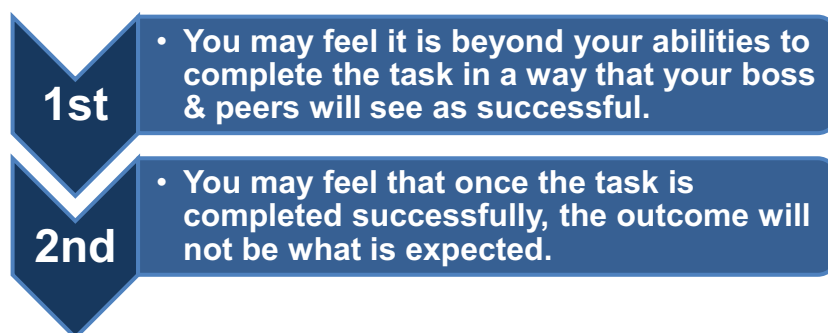 1st
• You may feel it is beyond your abilities to
complete the task in a way that your boss
& peers will see as successful.
2nd
• You may feel that once the task is
completed successfully, the outcome will
not be what is expected.